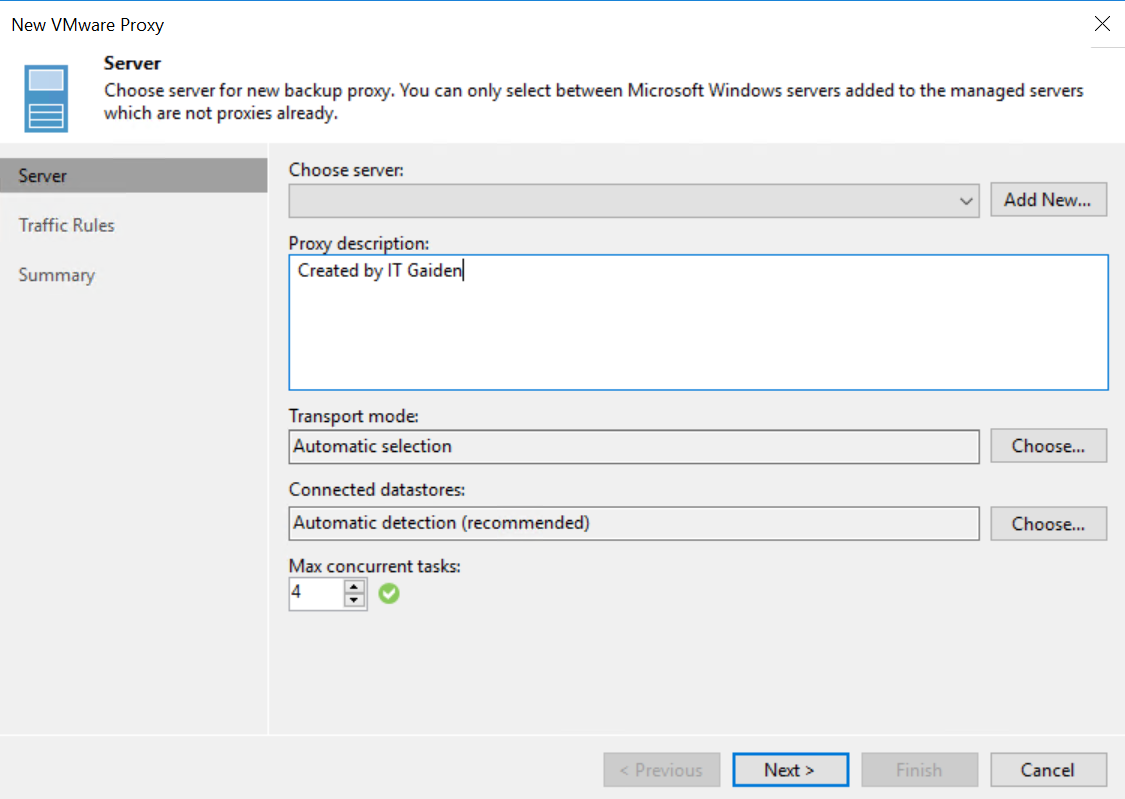 New VMware Proxy
Server
Choose server for new backup proxy. You can only select between Microsoft Windows servers added to the managed servers
which are not proxies already.
Server
Traffic Rules
Summary
Choose server:
Add New...
Proxy description:
Created by IT Gaiden
Transport mode:
Automatic selection
Choose...
Connected datastores:
Automatic detection (recommended)
Choose...
Max concurrent tasks:
4
< Previous
Next >
Finish
Cancel